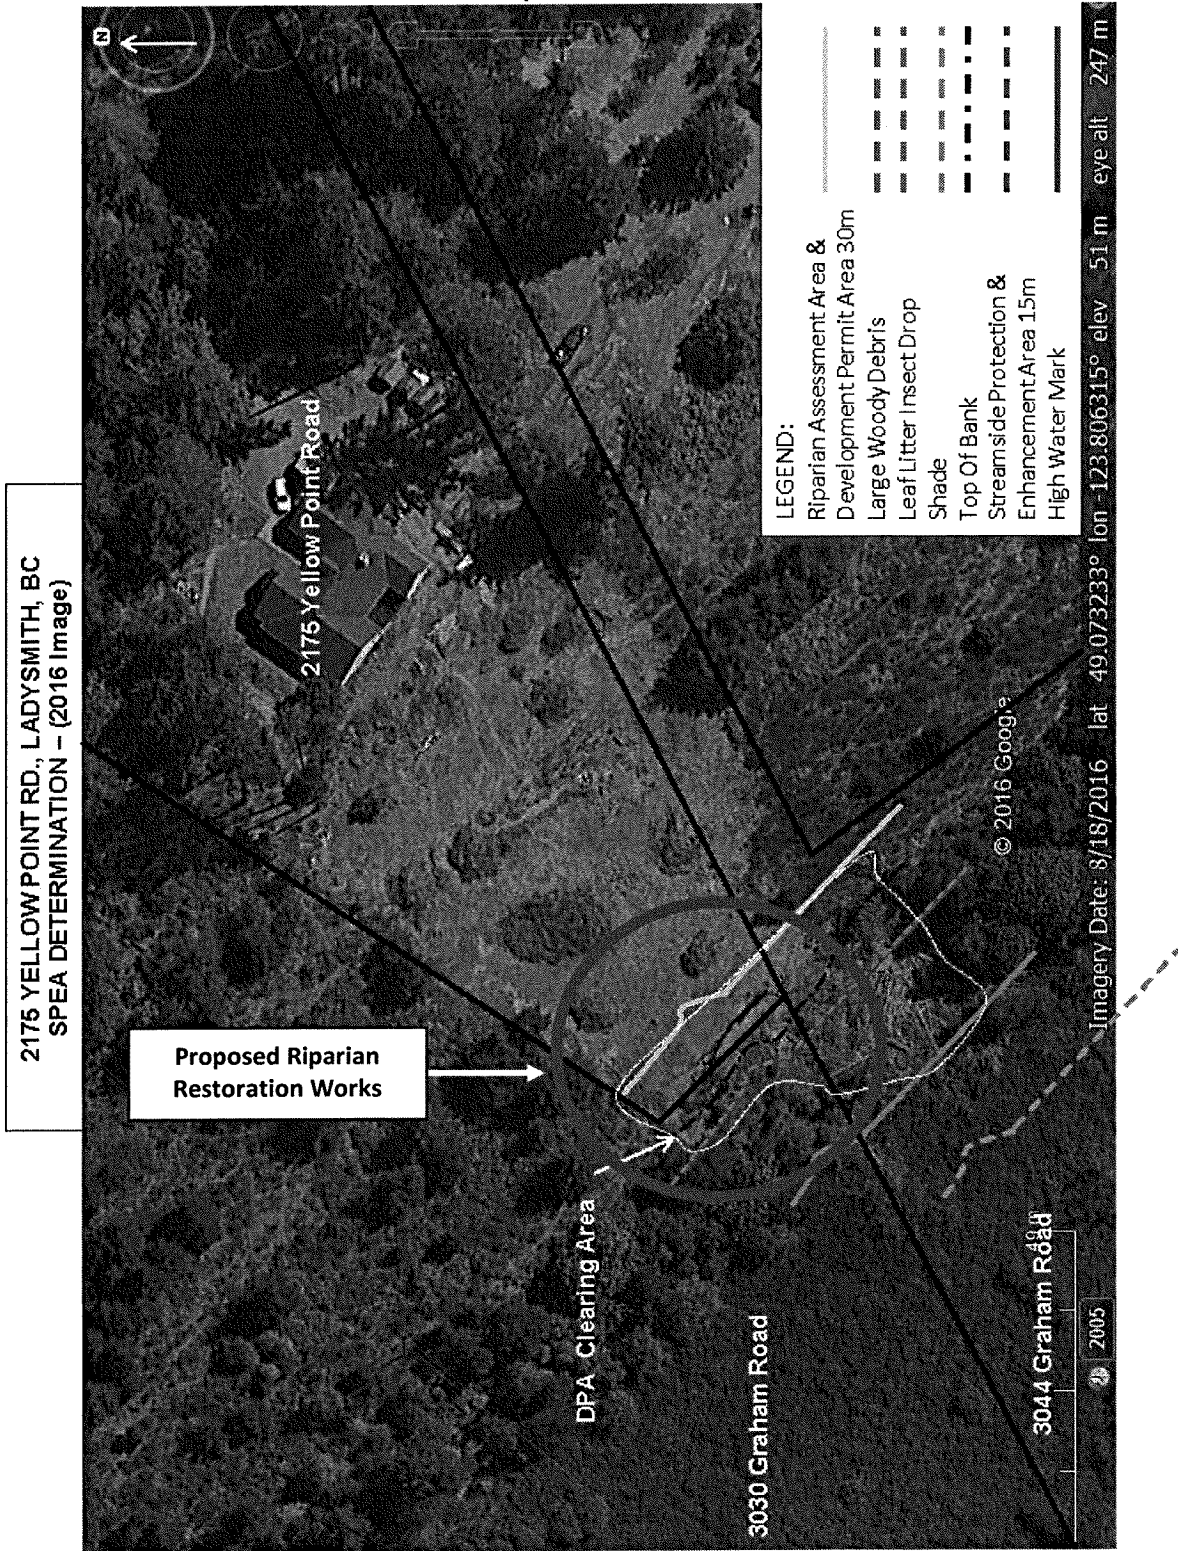 2175 YELLOWPOINT RD., LADYSMITH, BC
SPEA DETERMINATION – (2016 Image)
N
2175 Yellow Point Road
Proposed Riparian
Restoration Works
DPA Clearing Area
3030 Graham Road
3044 Graham Road
LEGEND:
Riparian Assessment Area &
Development Permit Area 30m
Large Woody Debris
Leaf Litter Insect Drop
Shade
Top Of Bank
Streamside Protection &
Enhancement Area 15m
High Water Mark
© 2016 Google
2005
Imagery Date: 8/18/2016 lat 49.073233° lon -123.806315° elev 51 m eye alt 247 m